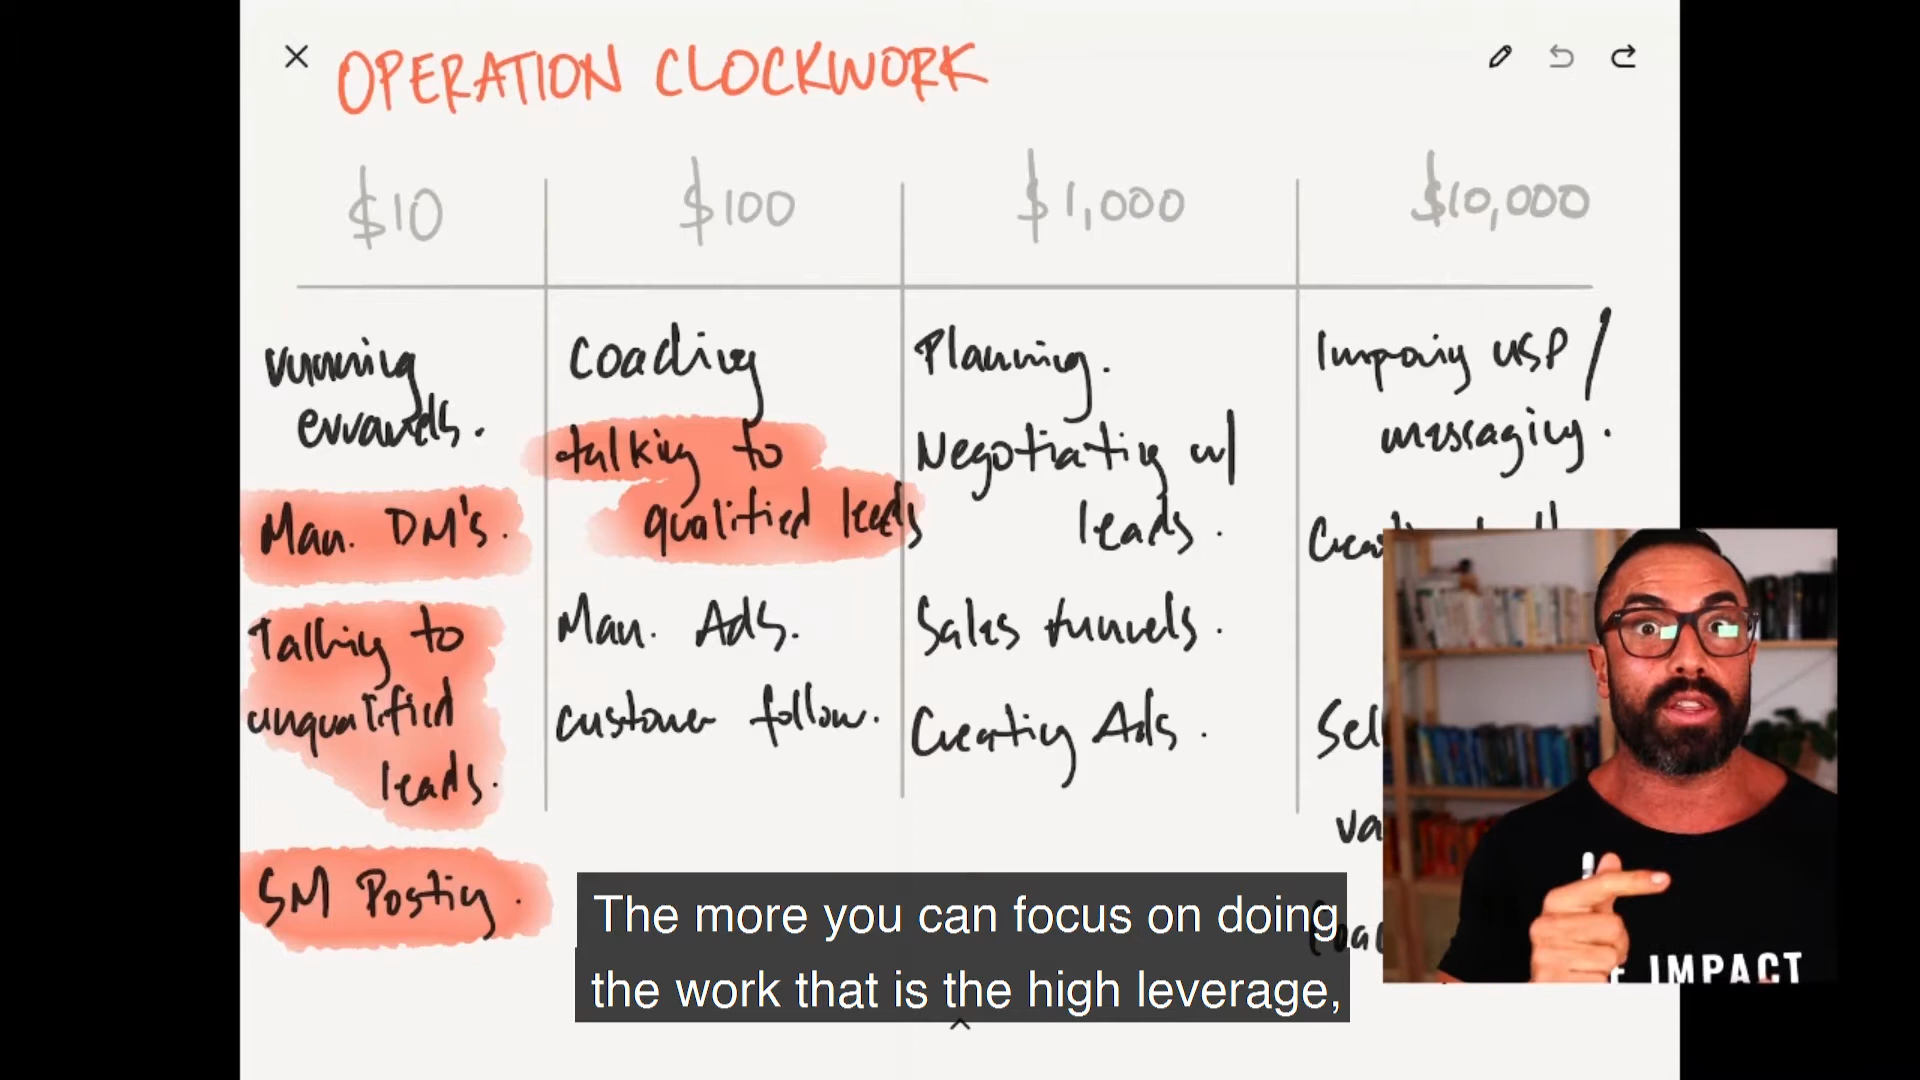 OPERATION CLOCKWORK
$10
$100
$1,000
$10,000
running
errands.
Man. DM's.
Talking to
unqualified
leads.
SM Posting.
Coaching
talking to
qualified leads
Man. Ads.
customer follow.
Planning.
Negotiating w/
leads.
Sales funnels.
Creating Ads.
USP /
messaging.
Sel
va
The more you can focus on doing
the work that is the high leverage,
IMPACT